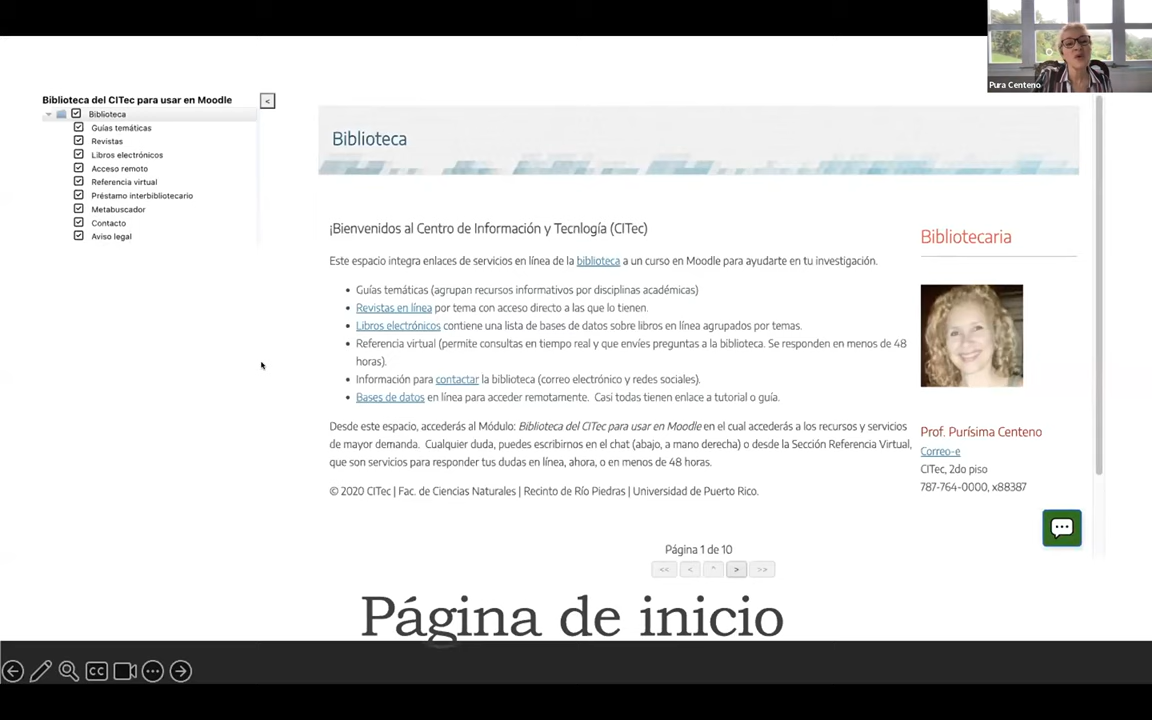 Pura Centeno
Biblioteca del CITec para usar en Moodle
<
Biblioteca
Guías temáticas
Revistas
Libros electrónicos
Acceso remoto
Referencia virtual
Préstamo interbibliotecario
Metabuscador
Contacto
Aviso legal
Biblioteca
¡Bienvenidos al Centro de Información y Tecnlogía (CITec)
Este espacio integra enlaces de servicios en línea de la biblioteca a un curso en Moodle para ayudarte en tu investigación.
• Guías temáticas (agrupan recursos informativos por disciplinas académicas)
• Revistas en línea por tema con acceso directo a las que lo tienen.
• Libros electrónicos contiene una lista de bases de datos sobre libros en línea agrupados por temas.
• Referencia virtual (permite consultas en tiempo real y que envíes preguntas a la biblioteca. Se responden en menos de 48
horas).
• Información para contactar la biblioteca (correo electrónico y redes sociales).
• Bases de datos en línea para acceder remotamente. Casi todas tienen enlace a tutorial o guía.
Desde este espacio, accederás al Módulo: Biblioteca del CITec para usar en Moodle en el cual accederás a los recursos y servicios
de mayor demanda. Cualquier duda, puedes escribirnos en el chat (abajo, a mano derecha) o desde la Sección Referencia Virtual,
que son servicios para responder tus dudas en línea, ahora, o en menos de 48 horas.
© 2020 CITec | Fac. de Ciencias Naturales | Recinto de Río Piedras | Universidad de Puerto Rico.
Bibliotecaria
Prof. Purísima Centeno
Correo-e
CITec, 2do piso
787-764-0000, x88387
Página 1 de 10
<< < ^ > >>
Página de inicio
CC